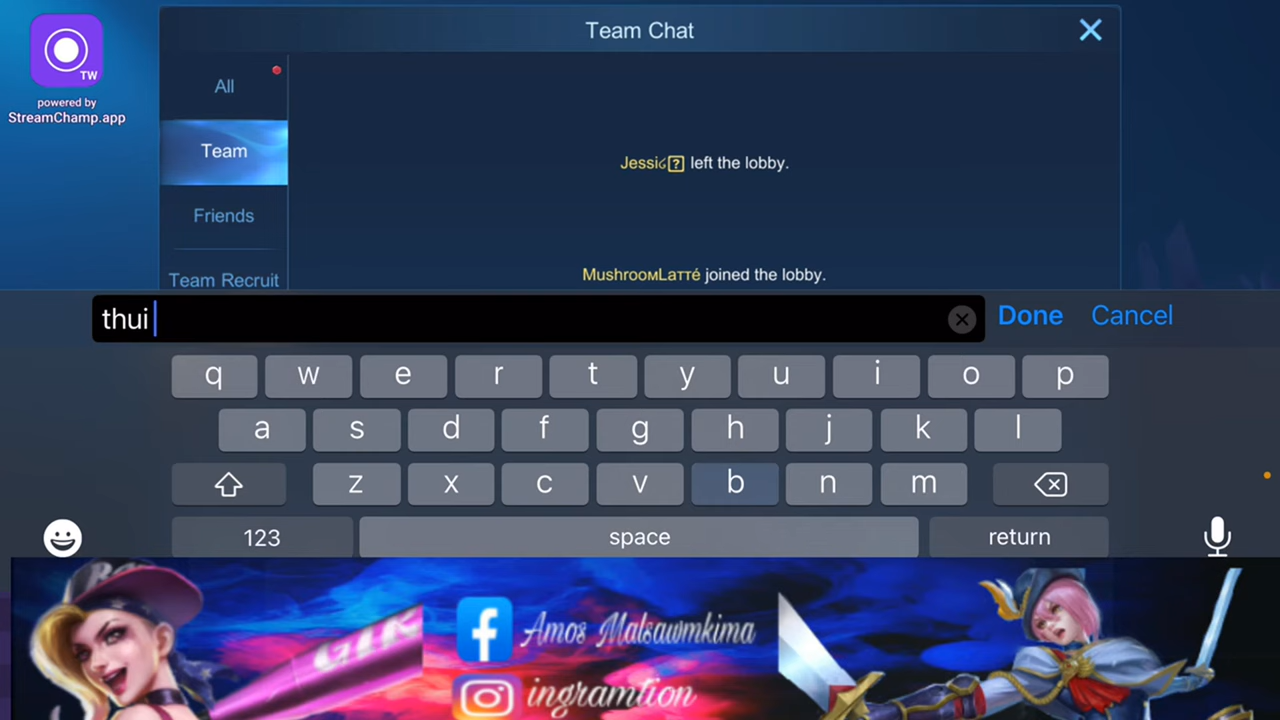 TW
powered by
StreamChamp.app
Team Chat
All
Team
Friends
Team Recruit
left the lobby.
MushrooмLaттé joined the lobby.
thui
Done
Cancel
q w e r t y u i o p
a s d f g h j k l
z x c v b n m
123
space
return
Amos Malsawmkima
ingramtion